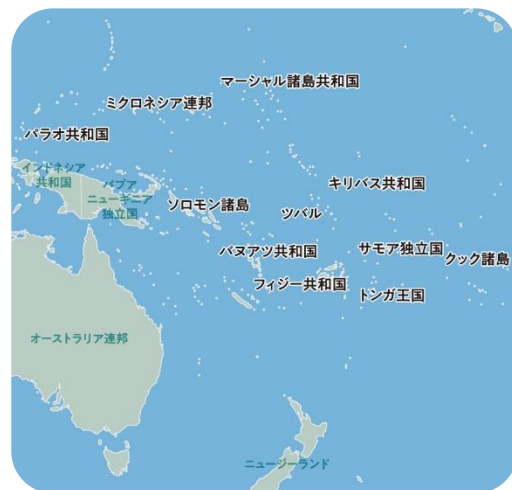 マーシャル諸島共和国
ミクロネシア連邦
パラオ共和国
インドネシア
共和国
パプア
ニューギニア
独立国
キリバス共和国
ソロモン諸島
ツバル
バヌアツ共和国
サモア独立国
クック諸島
フィジー共和国
トンガ王国
オーストラリア連邦
ニュージーランド